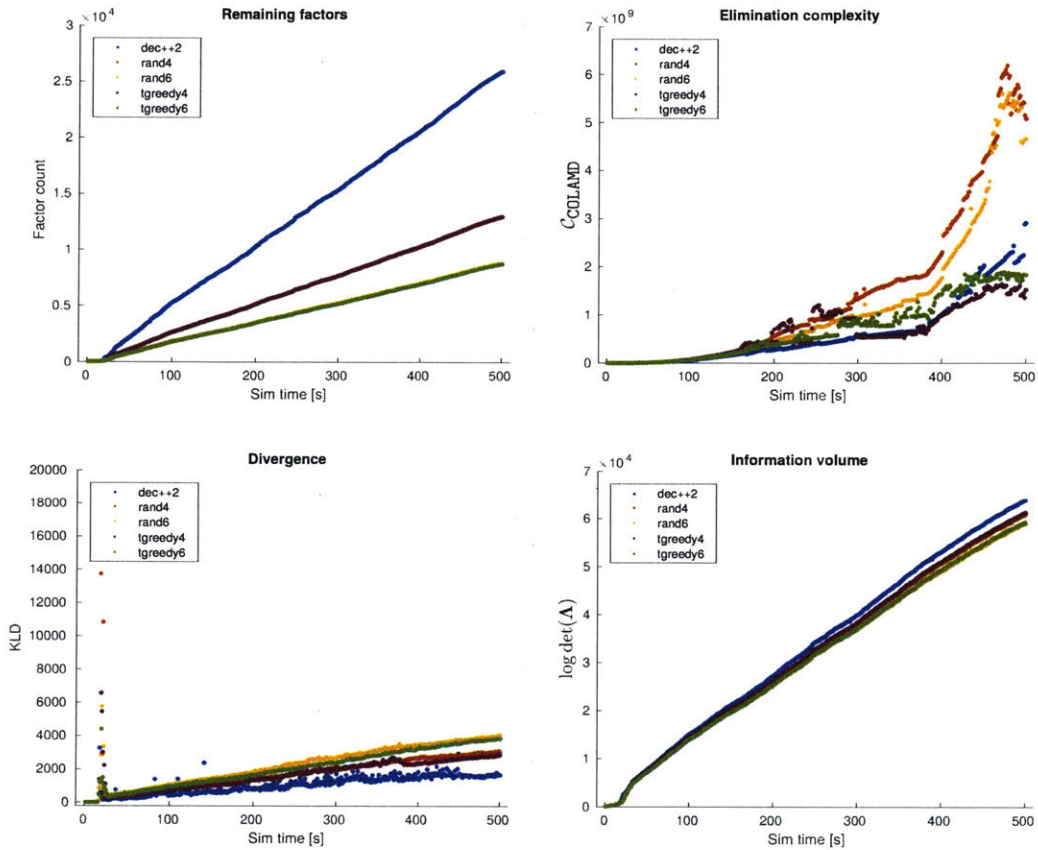 Remaining factors
×10⁴
3
2.5
2
1.5
1
0.5
0
Factor count
dec++2
rand4
rand6
tgreedy4
tgreedy6
0 100 200 300 400 500
Sim time [s]
Elimination complexity
×10⁹
7
6
5
4
3
2
1
0
C_COLAMD
dec++2
rand4
rand6
tgreedy4
tgreedy6
0 100 200 300 400 500
Sim time [s]
Divergence
20000
18000
16000
14000
12000
10000
8000
6000
4000
2000
0
KLD
dec++2
rand4
rand6
tgreedy4
tgreedy6
0 100 200 300 400 500
Sim time [s]
Information volume
×10⁴
7
6
5
4
3
2
1
0
log det(Λ)
dec++2
rand4
rand6
tgreedy4
tgreedy6
0 100 200 300 400 500
Sim time [s]